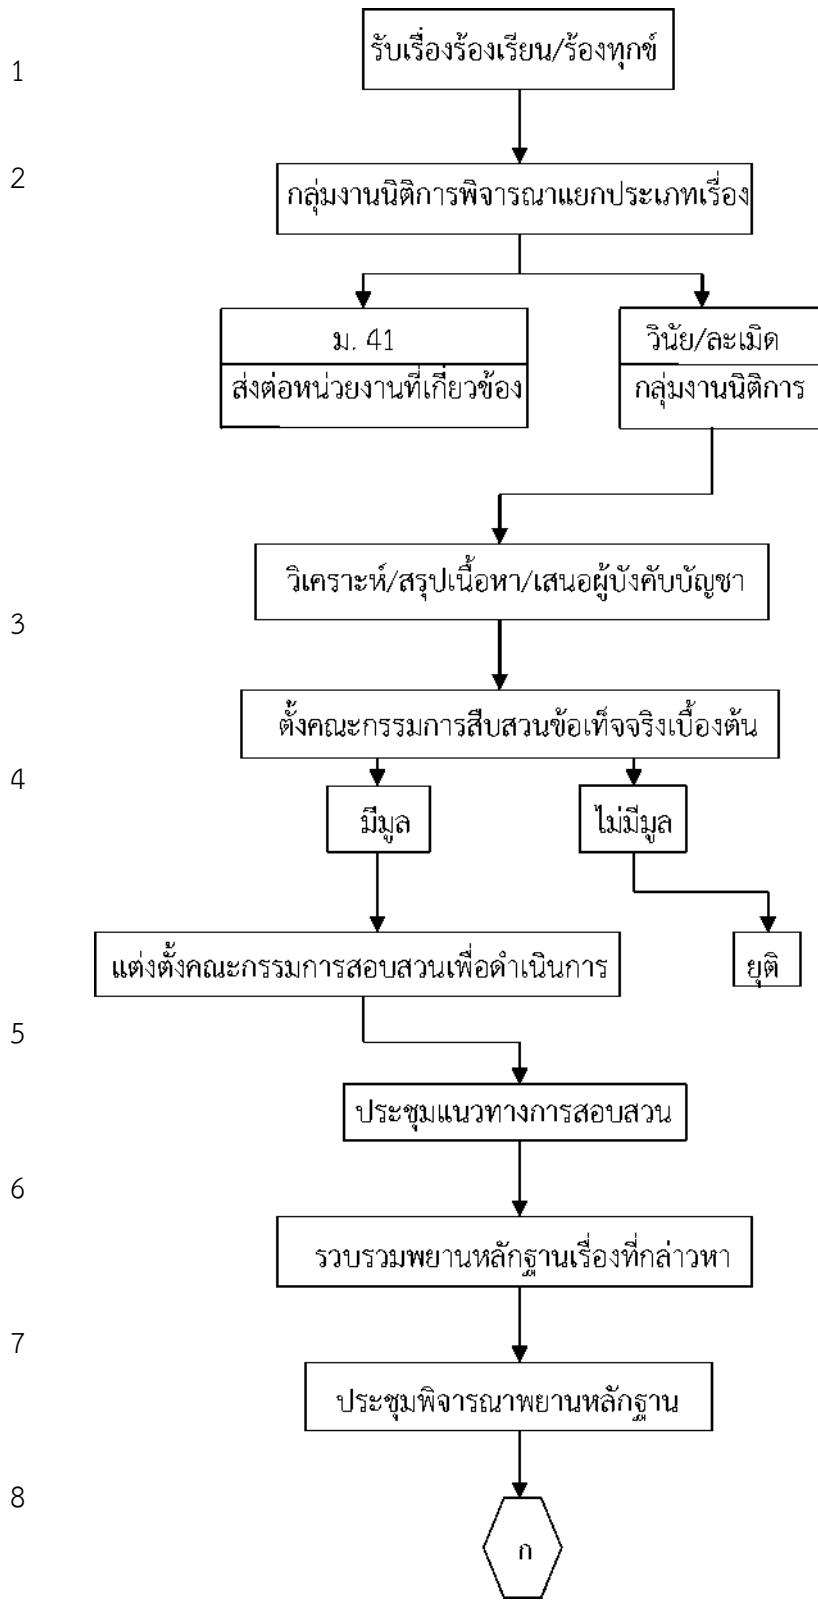 1
รับเรื่องร้องเรียน/ร้องทุกข์
2
กลุ่มงานนิติการพิจารณาแยกประเภทเรื่อง
ม. 41
ส่งต่อหน่วยงานที่เกี่ยวข้อง
วินัย/ละเมิด
กลุ่มงานนิติการ
วิเคราะห์/สรุปเนื้อหา/เสนอผู้บังคับบัญชา
3
ตั้งคณะกรรมการสืบสวนข้อเท็จจริงเบื้องต้น
4
มีมูล
ไม่มีมูล
แต่งตั้งคณะกรรมการสอบสวนเพื่อดำเนินการ
ยุติ
5
ประชุมแนวทางการสอบสวน
6
รวบรวมพยานหลักฐานเรื่องที่กล่าวหา
7
ประชุมพิจารณาพยานหลักฐาน
8
ก